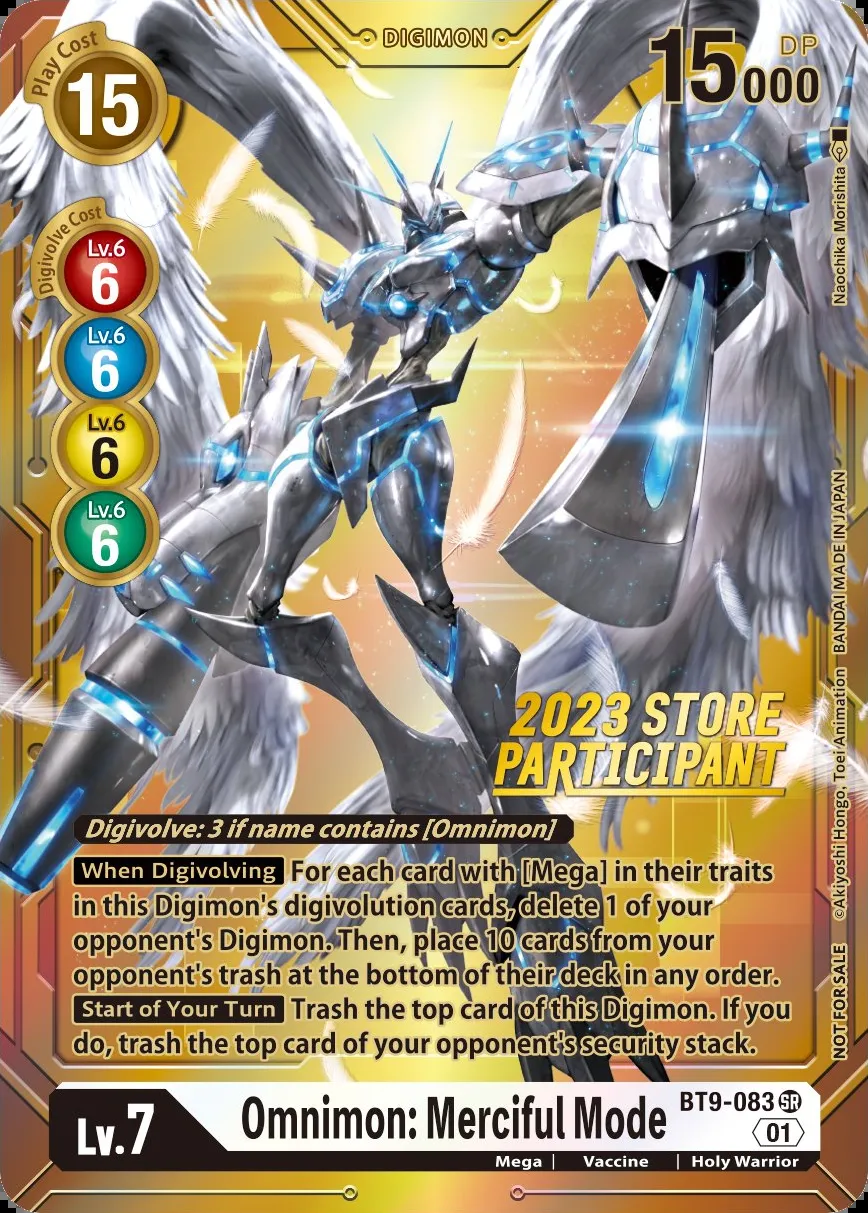 DIGIMON
Play Cost
15
DP
15000
Digivolve Cost
Lv.6
6
Lv.6
6
Lv.6
6
Lv.6
6
Naochika Morishita
2023 STORE
PARTICIPANT
©Akiyoshi Hongo, Toei Animation BANDAI MADE IN JAPAN
NOT FOR SALE
Digivolve: 3 if name contains [Omnimon]
When Digivolving For each card with [Mega] in their traits
in this Digimon's digivolution cards, delete 1 of your
opponent's Digimon. Then, place 10 cards from your
opponent's trash at the bottom of their deck in any order.
Start of Your Turn Trash the top card of this Digimon. If you
do, trash the top card of your opponent's security stack.
Lv.7
Omnimon: Merciful Mode
BT9-083 SR
01
Mega | Vaccine | Holy Warrior